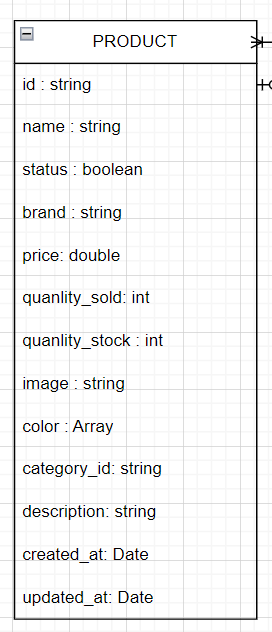 PRODUCT
id : string
name : string
status : boolean
brand : string
price: double
quanlity_sold: int
quanlity_stock : int
image : string
color : Array
category_id: string
description: string
created_at: Date
updated_at: Date